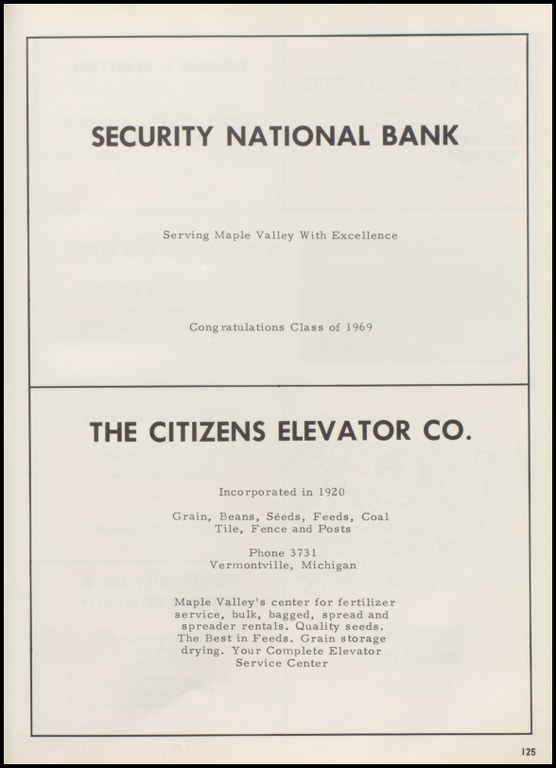 SECURITY NATIONAL BANK
Serving Maple Valley With Excellence
Congratulations Class of 1969
THE CITIZENS ELEVATOR CO.
Incorporated in 1920
Grain, Beans, Seeds, Feeds, Coal
Tile, Fence and Posts
Phone 3731
Vermontville, Michigan
Maple Valley's center for fertilizer
service, bulk, bagged, spread and
spreader rentals. Quality seeds.
The Best in Feeds. Grain storage
drying. Your Complete Elevator
Service Center
125